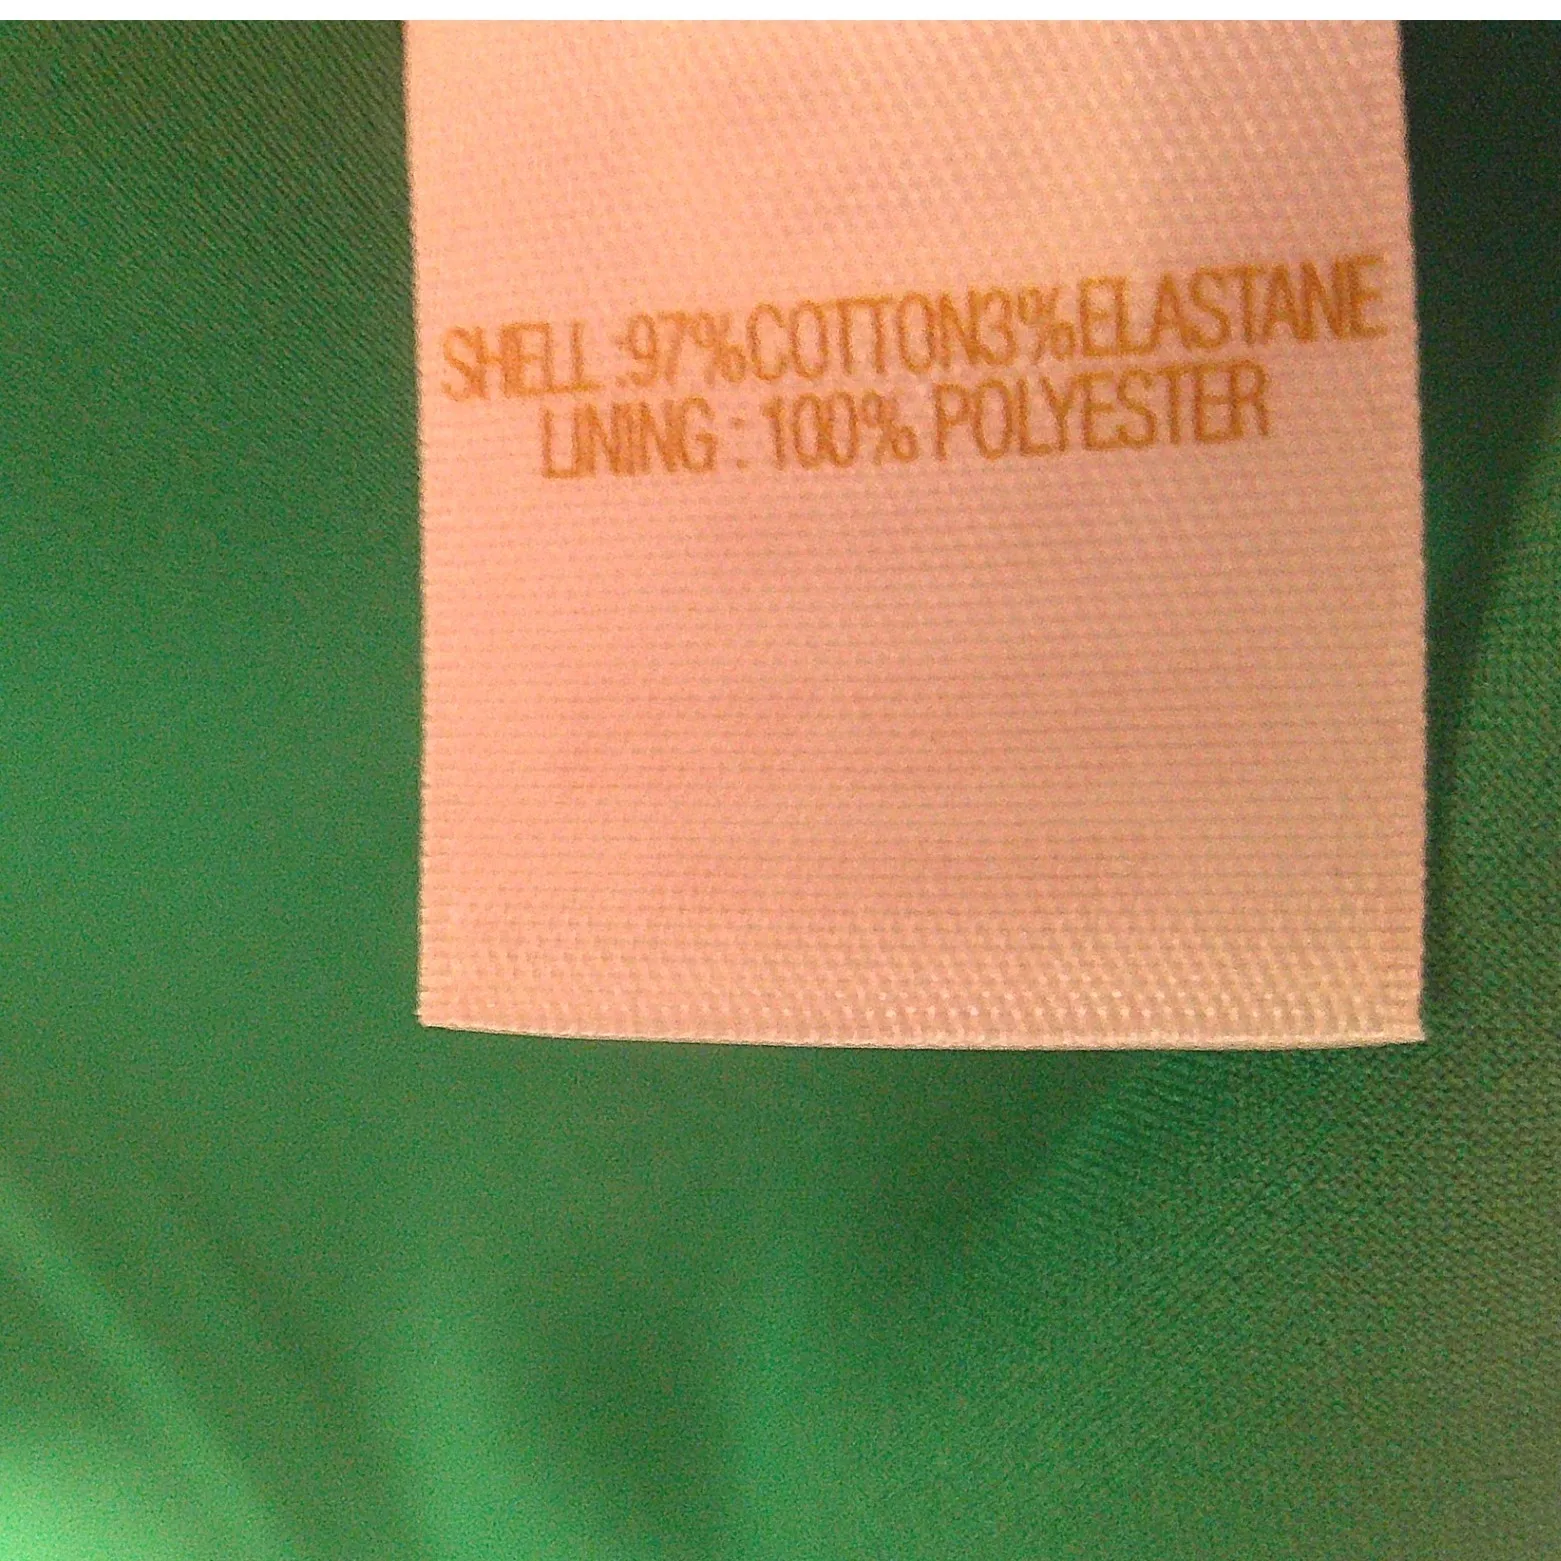 SHELL :97%COTTON3%ELASTANE
LINING : 100% POLYESTER